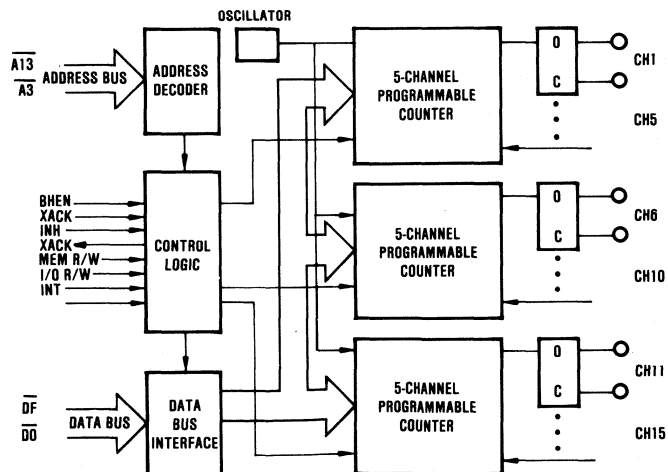 OSCILLATOR
A13
ADDRESS BUS
A3
ADDRESS
DECODER
5-CHANNEL
PROGRAMMABLE
COUNTER
O
C
CH1
CH5
BHEN
XACK
INH
XACK
MEM R/W
I/O R/W
INT
CONTROL
LOGIC
5-CHANNEL
PROGRAMMABLE
COUNTER
O
C
CH6
CH10
DF
DATA BUS
D0
DATA
BUS
INTERFACE
5-CHANNEL
PROGRAMMABLE
COUNTER
O
C
CH11
CH15